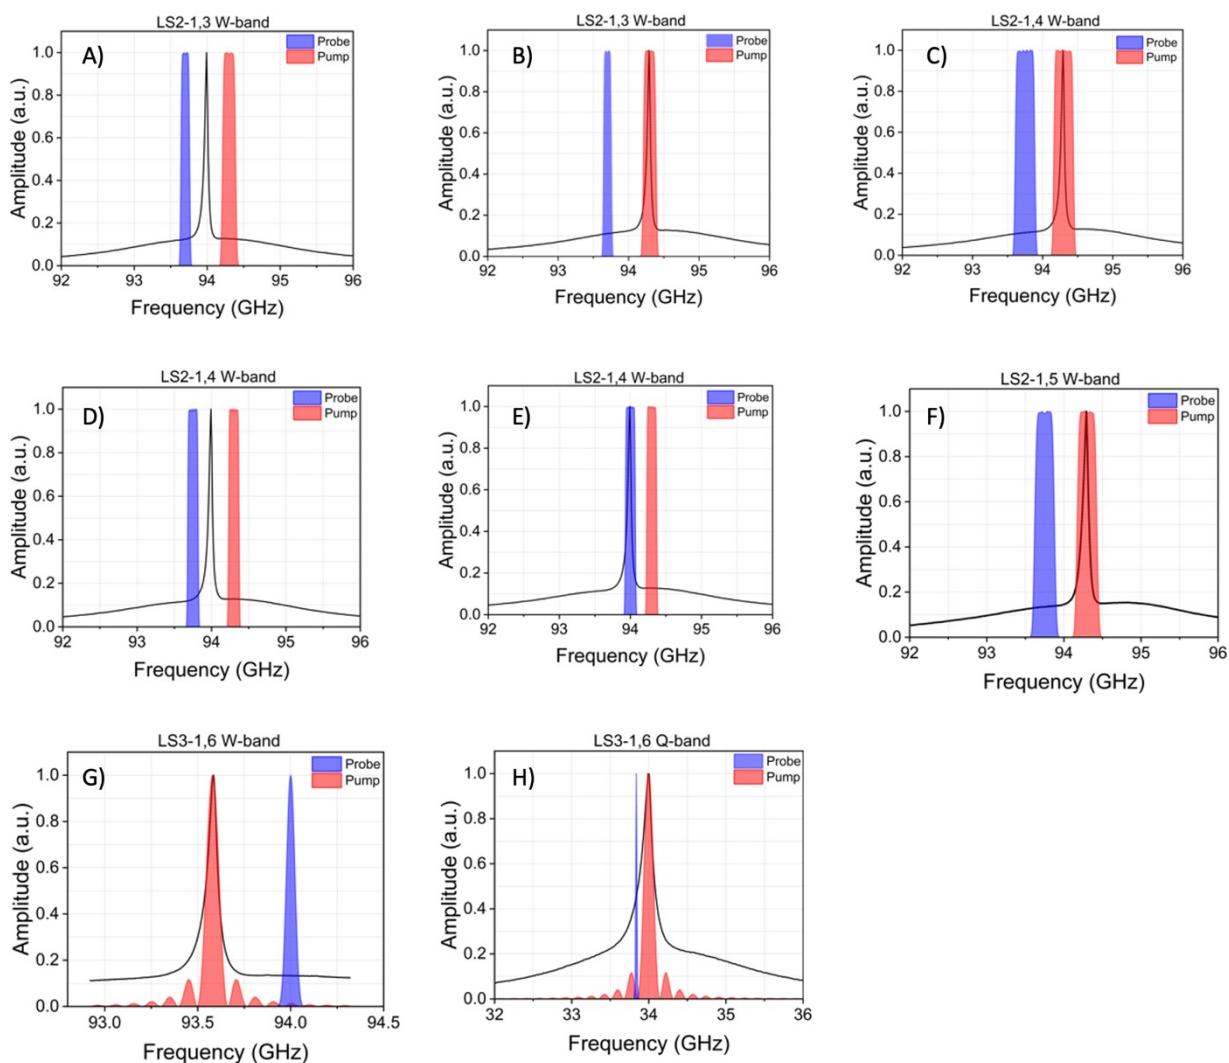 LS2-1,3 W-band
A)
Probe
Pump
Amplitude (a.u.)
1.0
0.8
0.6
0.4
0.2
0.0
92 93 94 95 96
Frequency (GHz)
LS2-1,3 W-band
B)
Probe
Pump
Amplitude (a.u.)
1.0
0.8
0.6
0.4
0.2
0.0
92 93 94 95 96
Frequency (GHz)
LS2-1,4 W-band
C)
Probe
Pump
Amplitude (a.u.)
1.0
0.8
0.6
0.4
0.2
0.0
92 93 94 95 96
Frequency (GHz)
LS2-1,4 W-band
D)
Probe
Pump
Amplitude (a.u.)
1.0
0.8
0.6
0.4
0.2
0.0
92 93 94 95 96
Frequency (GHz)
LS2-1,4 W-band
E)
Probe
Pump
Amplitude (a.u.)
1.0
0.8
0.6
0.4
0.2
0.0
92 93 94 95 96
Frequency (GHz)
LS2-1,5 W-band
F)
Probe
Pump
Amplitude (a.u.)
1.0
0.8
0.6
0.4
0.2
0.0
92 93 94 95 96
Frequency (GHz)
LS3-1,6 W-band
G)
Probe
Pump
Amplitude (a.u.)
1.0
0.8
0.6
0.4
0.2
0.0
93.0 93.5 94.0 94.5
Frequency (GHz)
LS3-1,6 Q-band
H)
Probe
Pump
Amplitude (a.u.)
1.0
0.8
0.6
0.4
0.2
0.0
32 33 34 35 36
Frequency (GHz)